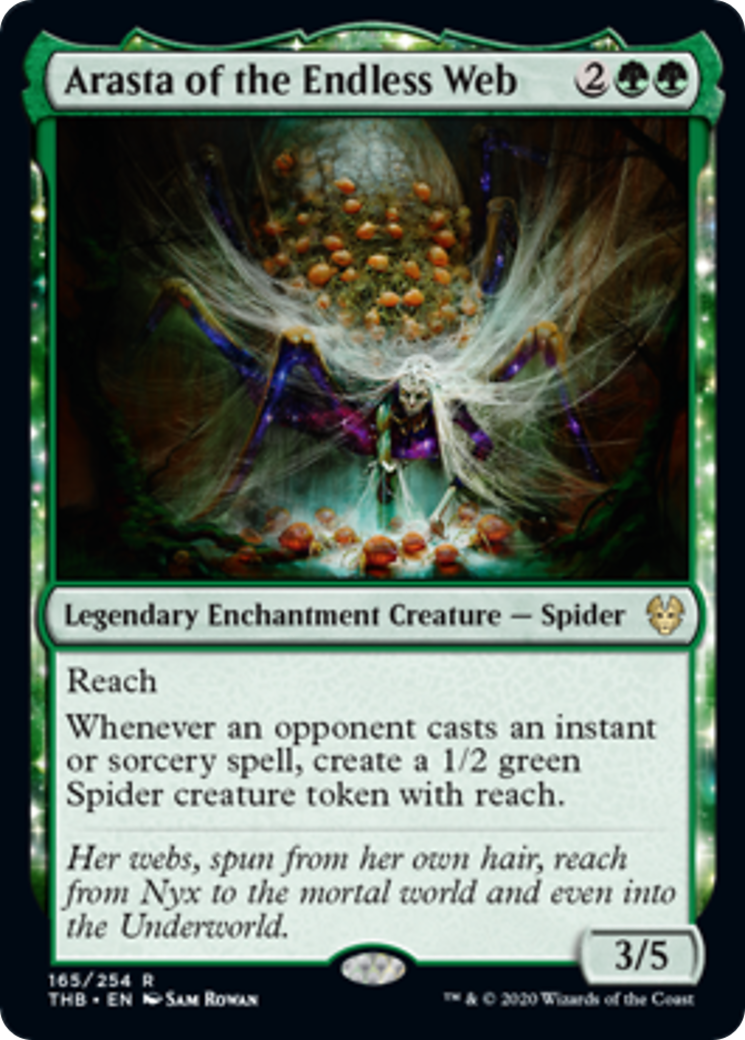 Arasta of the Endless Web 2
Legendary Enchantment Creature — Spider
Reach
Whenever an opponent casts an instant
or sorcery spell, create a 1/2 green
Spider creature token with reach.
Her webs, spun from her own hair, reach
from Nyx to the mortal world and even into
the Underworld.
3/5
165/254 R
THB • EN Sam Rowan
™ & © 2020 Wizards of the Coast